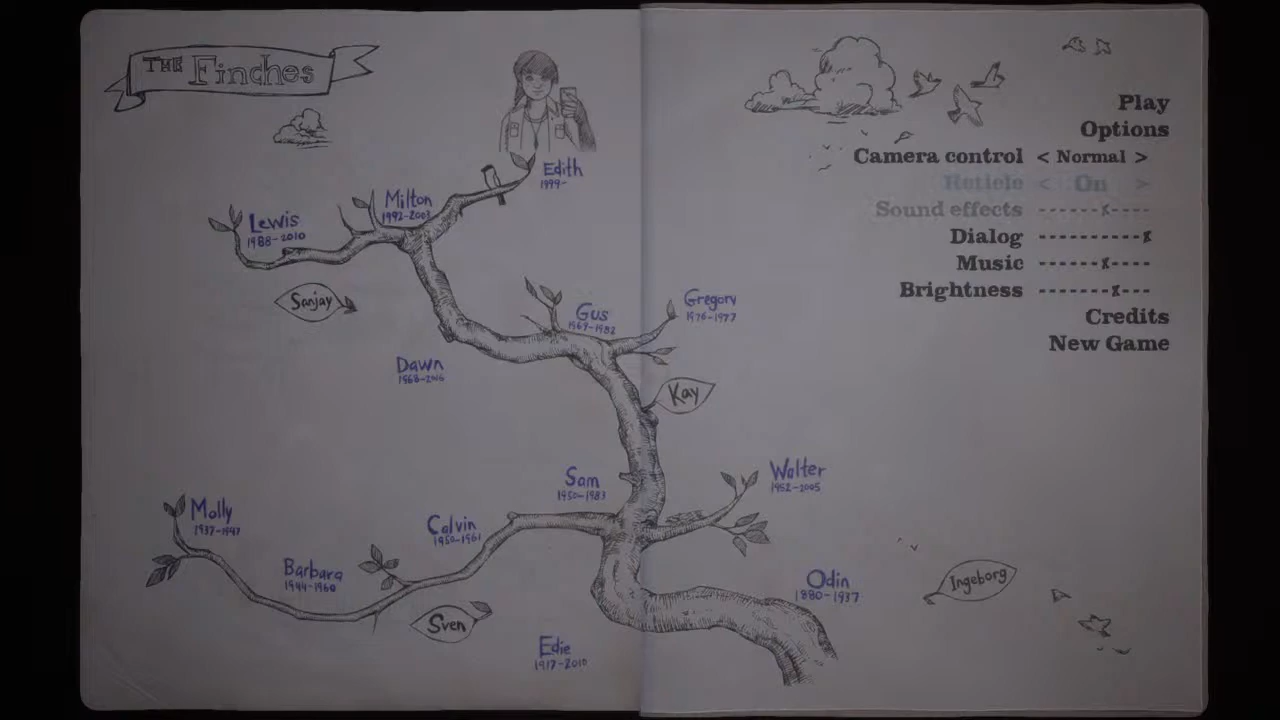 THE Finches
Edith
1999-
Milton
1992-2003
Lewis
1988-2010
Sanjay
Gus
1969-1982
Gregory
1976-1977
Dawn
1968-2016
Kay
Sam
1950-1983
Walter
1952-2005
Molly
1937-1947
Calvin
1950-1961
Barbara
1944-1960
Sven
Odin
1880-1937
Ingeborg
Edie
1917-2010
Play
Options
Camera control < Normal >
Reticle < On >
Sound effects
Dialog
Music
Brightness
Credits
New Game